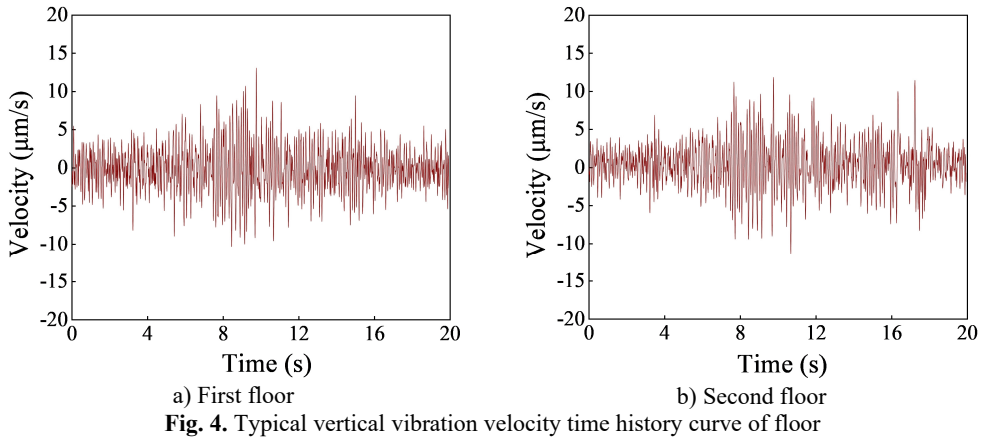 20
15
10
5
0
-5
-10
-15
-20
Velocity (μm/s)
0 4 8 12 16 20
Time (s)
a) First floor
20
15
10
5
0
-5
-10
-15
-20
Velocity (μm/s)
0 4 8 12 16 20
Time (s)
b) Second floor
Fig. 4. Typical vertical vibration velocity time history curve of floor